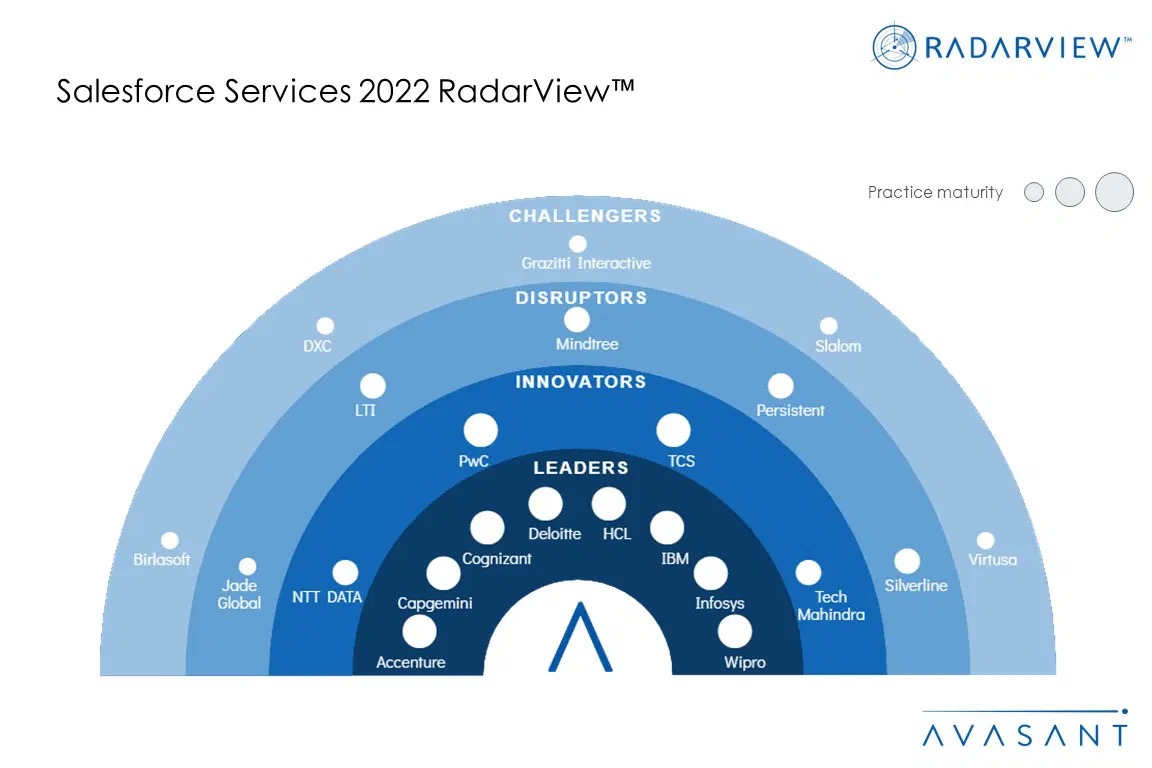 RADARVIEW™
Salesforce Services 2022 RadarView™
Practice maturity
CHALLENGERS
Grazitti Interactive
DISRUPTORS
DXC
Mindtree
Slalom
INNOVATORS
LTI
Persistent
PwC
TCS
LEADERS
Deloitte
HCL
Cognizant
IBM
Birlasoft
Virtusa
Jade
Global
NTT DATA
Capgemini
Infosys
Tech
Mahindra
Silverline
Accenture
Wipro
AVASANT